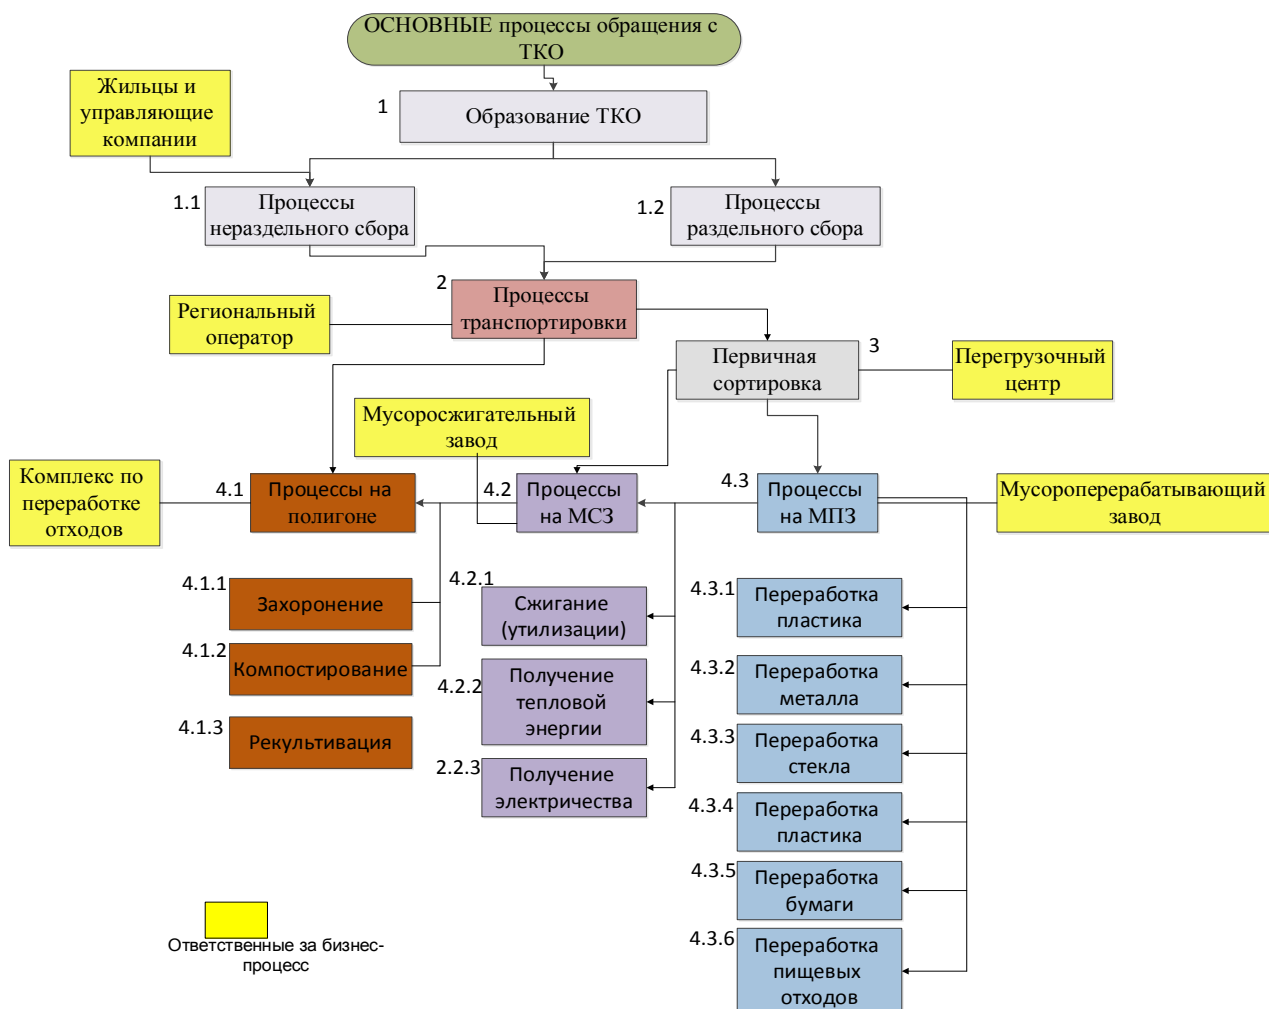 ОСНОВНЫЕ процессы обращения с
ТКО
Жильцы и
управляющие
компании
1
Образование ТКО
1.1
Процессы
нераздельного сбора
1.2
Процессы
раздельного сбора
2
Процессы
транспортировки
Региональный
оператор
3
Первичная
сортировка
Перегрузочный
центр
Мусоросжигательный
завод
Комплекс по
переработке
отходов
4.1
Процессы на
полигоне
4.2
Процессы
на МСЗ
4.3
Процессы
на МПЗ
Мусороперерабатывающий
завод
4.1.1
Захоронение
4.1.2
Компостирование
4.1.3
Рекультивация
4.2.1
Сжигание
(утилизации)
4.2.2
Получение
тепловой
энергии
2.2.3
Получение
электричества
4.3.1
Переработка
пластика
4.3.2
Переработка
металла
4.3.3
Переработка
стекла
4.3.4
Переработка
пластика
4.3.5
Переработка
бумаги
4.3.6
Переработка
пищевых
отходов
Ответственные за бизнес-
процесс